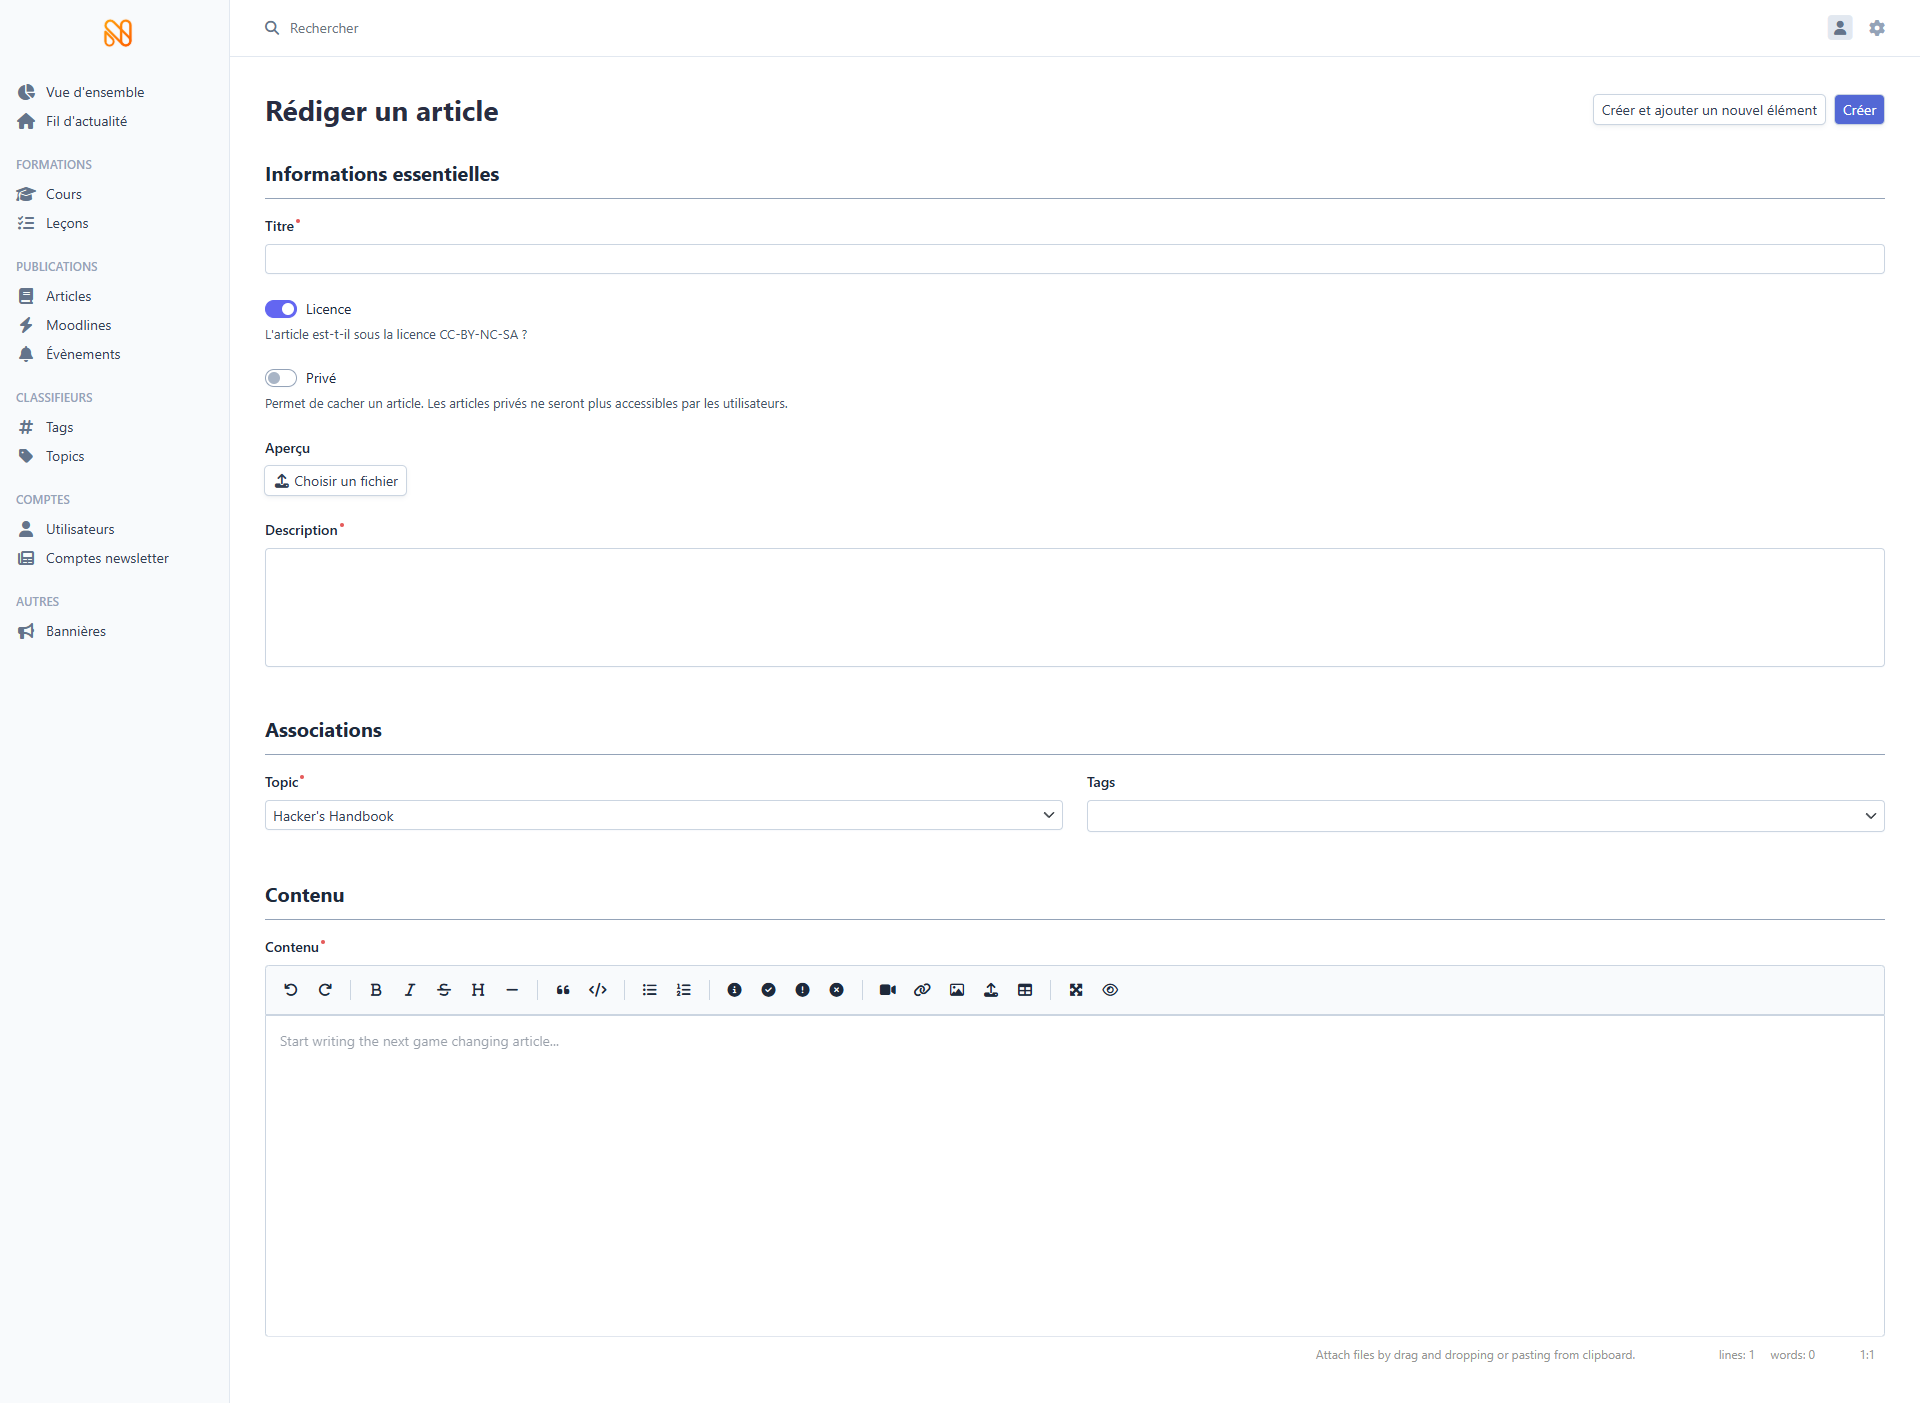 Rechercher
Vue d'ensemble
Fil d'actualité
FORMATIONS
Cours
Leçons
PUBLICATIONS
Articles
Moodlines
Évènements
CLASSIFIEURS
Tags
Topics
COMPTES
Utilisateurs
Comptes newsletter
AUTRES
Bannières
Rédiger un article
Créer et ajouter un nouvel élément
Créer
Informations essentielles
Titre
Licence
L'article est-t-il sous la licence CC-BY-NC-SA ?
Privé
Permet de cacher un article. Les articles privés ne seront plus accessibles par les utilisateurs.
Aperçu
Choisir un fichier
Description
Associations
Topic
Hacker's Handbook
Tags
Contenu
Contenu
Start writing the next game changing article...
Attach files by drag and dropping or pasting from clipboard. lines: 1 words: 0 1:1